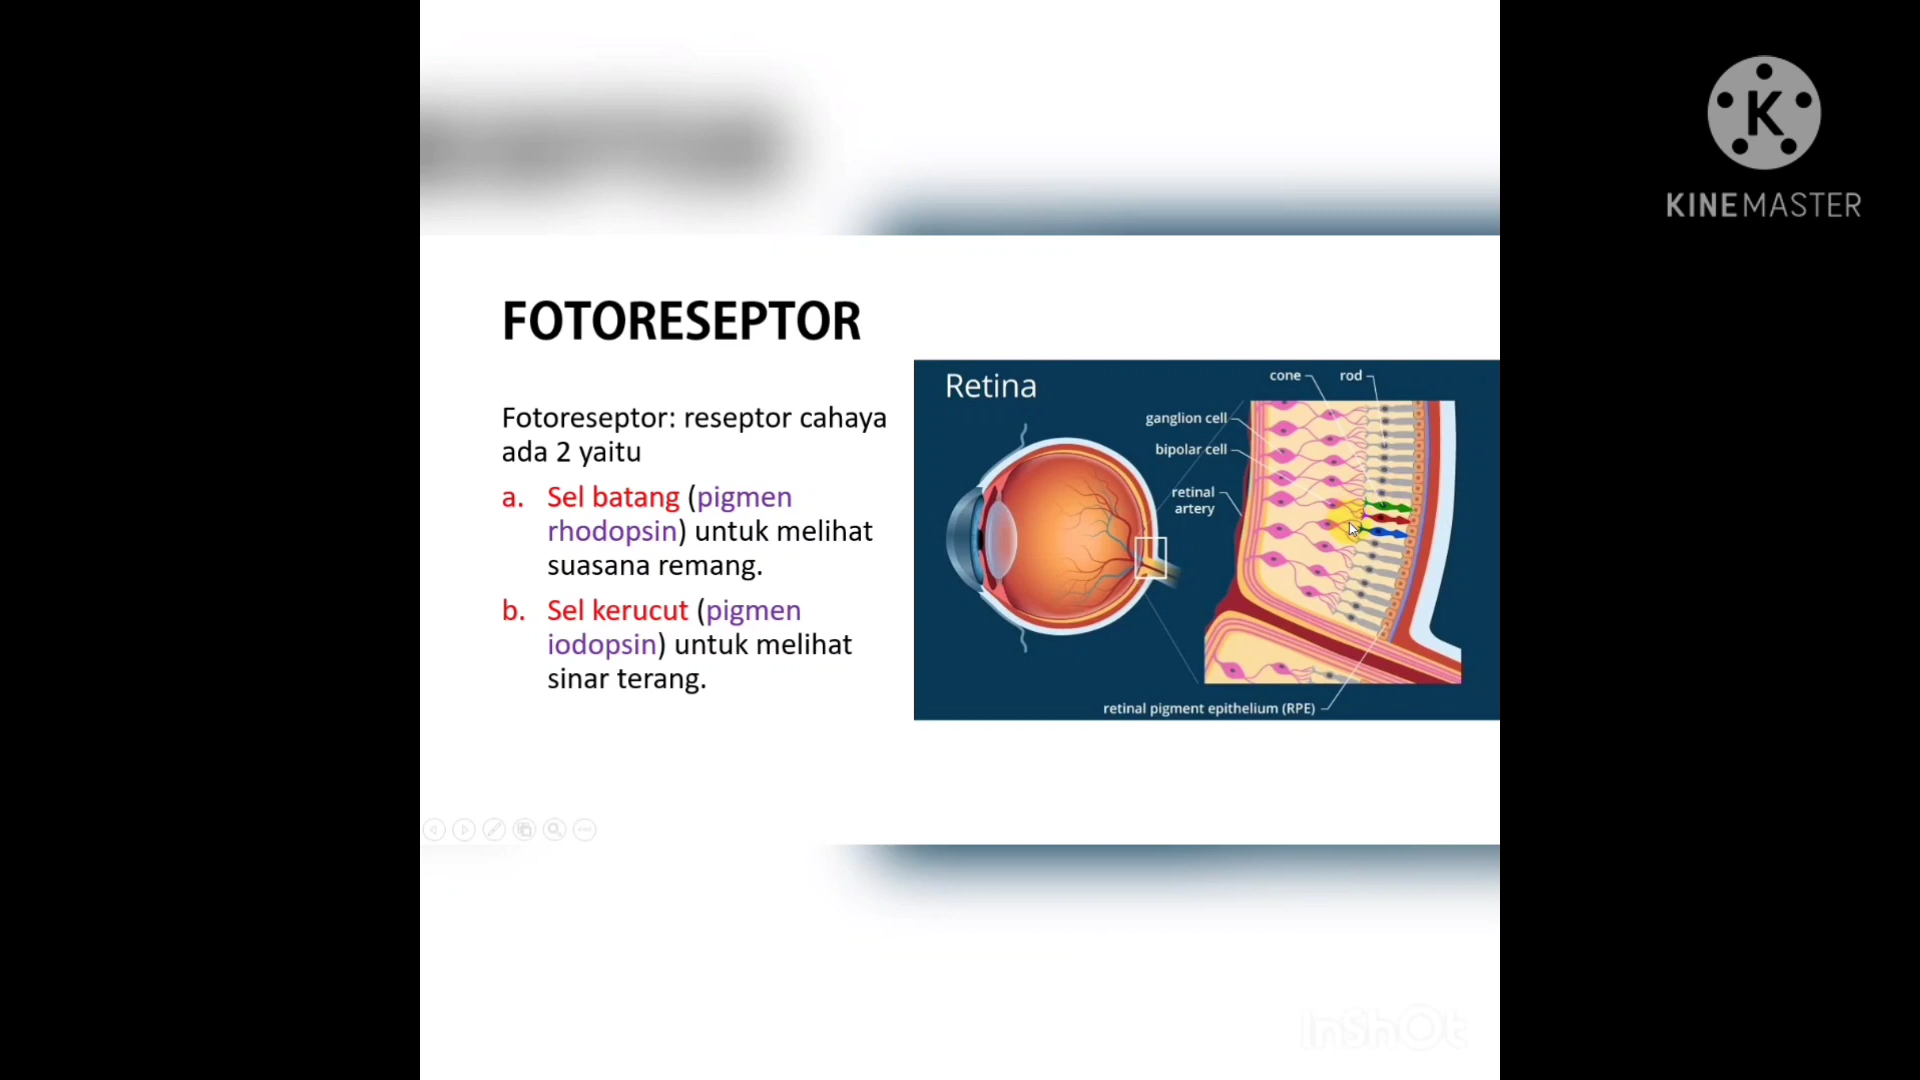 KINEMASTER
FOTORESEPTOR
Fotoreseptor: reseptor cahaya
ada 2 yaitu
a. Sel batang (pigmen
rhodopsin) untuk melihat
suasana remang.
b. Sel kerucut (pigmen
iodopsin) untuk melihat
sinar terang.
Retina
cone
rod
ganglion cell
bipolar cell
retinal
artery
retinal pigment epithelium (RPE)
InShOt